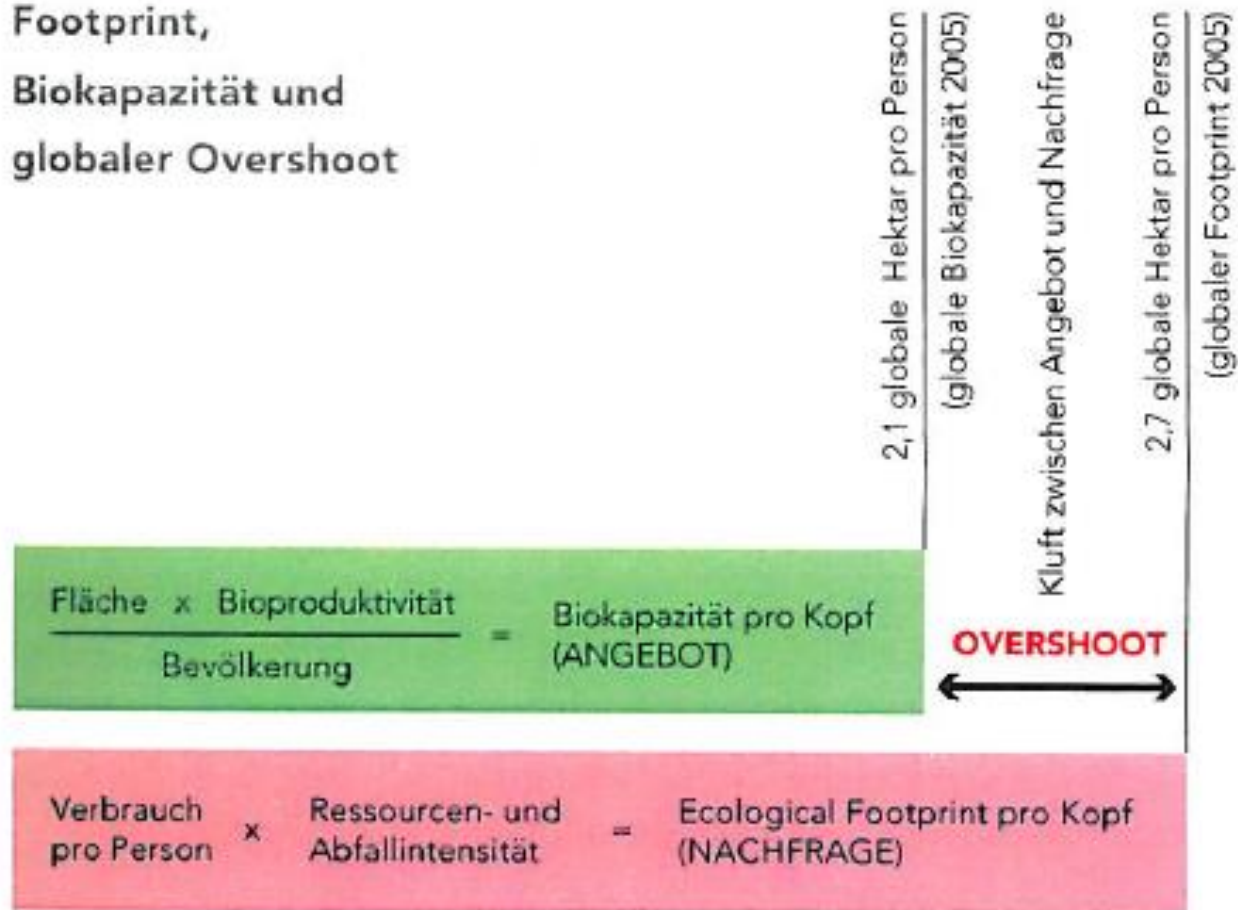 Footprint,
Biokapazität und
globaler Overshoot
2,1 globale Hektar pro Person
(globale Biokapazität 2005)
Kluft zwischen Angebot und Nachfrage
2,7 globale Hektar pro Person
(globaler Footprint 2005)
Fläche x Bioproduktivität
Bevölkerung
=
Biokapazität pro Kopf
(ANGEBOT)
OVERSHOOT
Verbrauch
pro Person
x
Ressourcen- und
Abfallintensität
=
Ecological Footprint pro Kopf
(NACHFRAGE)